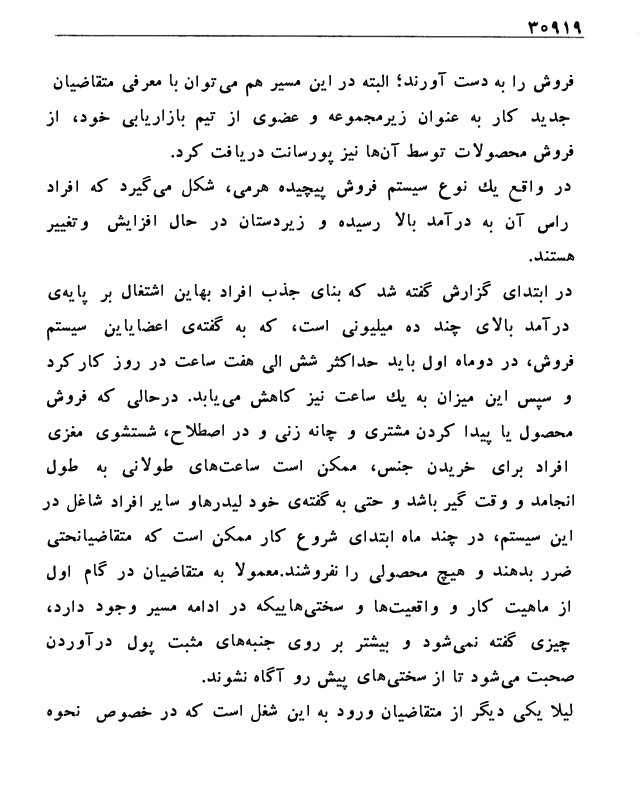 ۳۰۹۱۹
فروش را به دست آورند؛ البته در این مسیر هم می‌توان با معرفی متقاضیان
جدید کار به عنوان زیرمجموعه و عضوی از تیم بازاریابی خود، از
فروش محصولات توسط آن‌ها نیز پورسانت دریافت کرد.
در واقع یك نوع سیستم فروش پیچیده هرمی، شکل می‌گیرد که افراد
راس آن به درآمد بالا رسیده و زیردستان در حال افزایش وتغییر
هستند.
در ابتدای گزارش گفته شد که بنای جذب افراد بهاین اشتغال بر پایه‌ی
درآمد بالای چند ده میلیونی است، که به گفته‌ی اعضایاین سیستم
فروش، در دوماه اول باید حداکثر شش الی هفت ساعت در روز کار کرد
و سپس این میزان به یك ساعت نیز کاهش می‌یابد. درحالی که فروش
محصول یا پیدا کردن مشتری و چانه زنی و در اصطلاح، شستشوی مغزی
افراد برای خریدن جنس، ممکن است ساعت‌های طولانی به طول
انجامد و وقت گیر باشد و حتی به گفته‌ی خود لیدرهاو سایر افراد شاغل در
این سیستم، در چند ماه ابتدای شروع کار ممکن است که متقاضیانحتی
ضرر بدهند و هیچ محصولی را نفروشند.معمولا به متقاضیان در گام اول
از ماهیت کار و واقعیت‌ها و سختی‌هاییکه در ادامه مسیر وجود دارد،
چیزی گفته نمی‌شود و بیشتر بر روی جنبه‌های مثبت پول درآوردن
صحبت می‌شود تا از سختی‌های پیش رو آگاه نشوند.
لیلا یکی دیگر از متقاضیان ورود به این شغل است که در خصوص نحوه